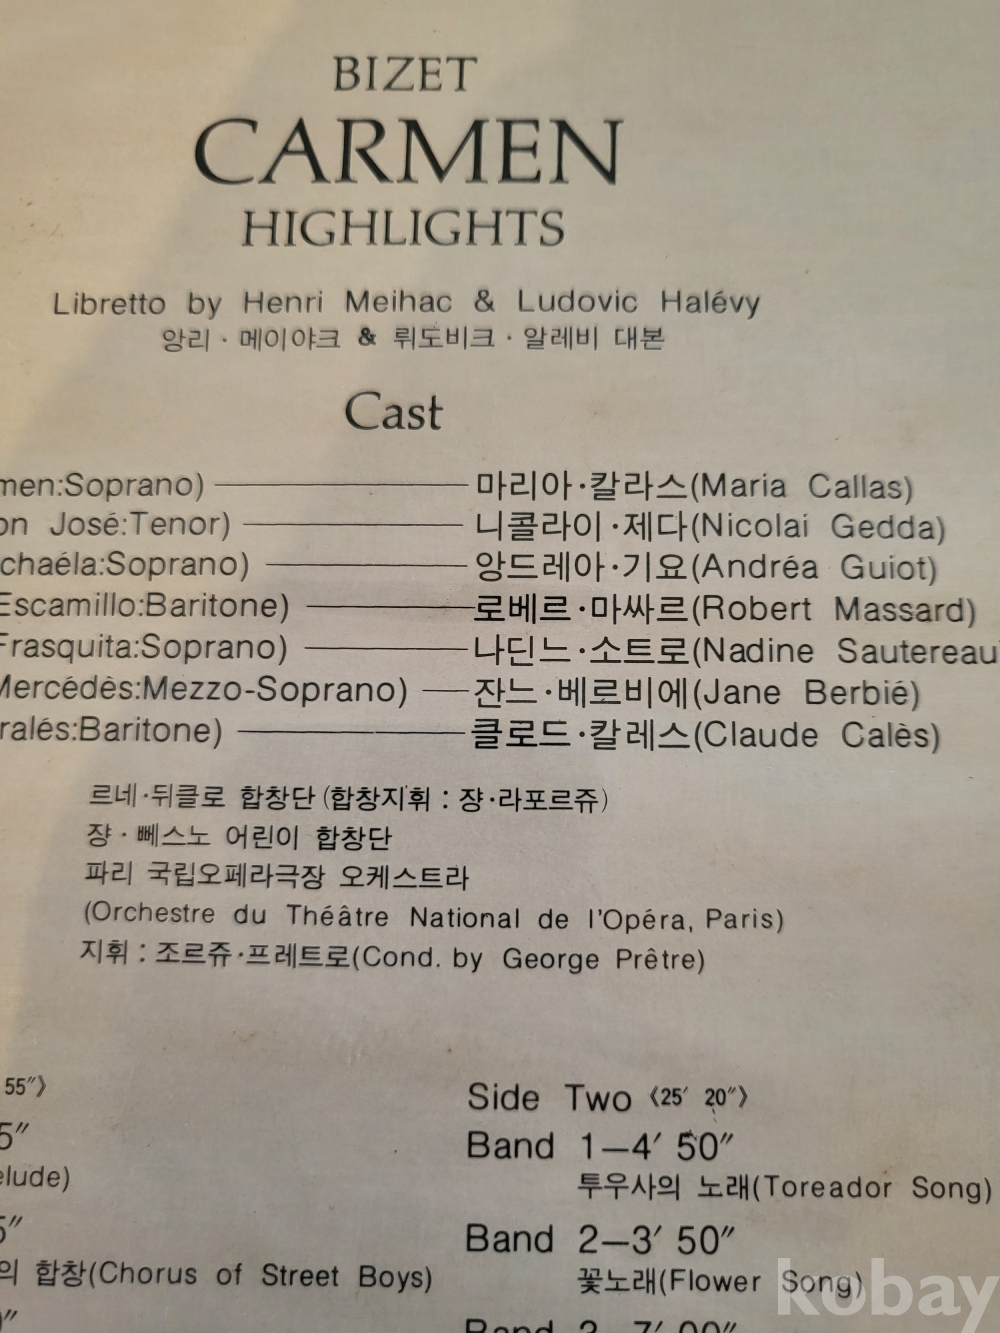 BIZET
CARMEN
HIGHLIGHTS
Libretto by Henri Meihac & Ludovic Halévy
앙리·메이야크 & 뤼도비크·알레비 대본
Cast
men:Soprano) 마리아·칼라스(Maria Callas)
on José:Tenor) 니콜라이·제다(Nicolai Gedda)
chaéla:Soprano) 앙드레아·기요(Andréa Guiot)
Escamillo:Baritone) 로베르·마싸르(Robert Massard)
Frasquita:Soprano) 나딘느·소트로(Nadine Sautereau)
Mercédès:Mezzo-Soprano) 잔느·베로비에(Jane Berbié)
ralés:Baritone) 클로드·칼레스(Claude Calès)
르네·뒤클로 합창단(합창지휘 : 쟝·라포르쥬)
쟝·뻬스노 어린이 합창단
파리 국립오페라극장 오케스트라
(Orchestre du Théâtre National de l'Opéra, Paris)
지휘 : 조르쥬·프레트로(Cond. by George Prêtre)
55″》
5″
elude)
5″
의 합창(Chorus of Street Boys)
Side Two 《25′ 20″》
Band 1—4′ 50″
투우사의 노래(Toreador Song)
Band 2—3′ 50″
꽃노래(Flower Song)
Band 3—7′ 00″
kobay